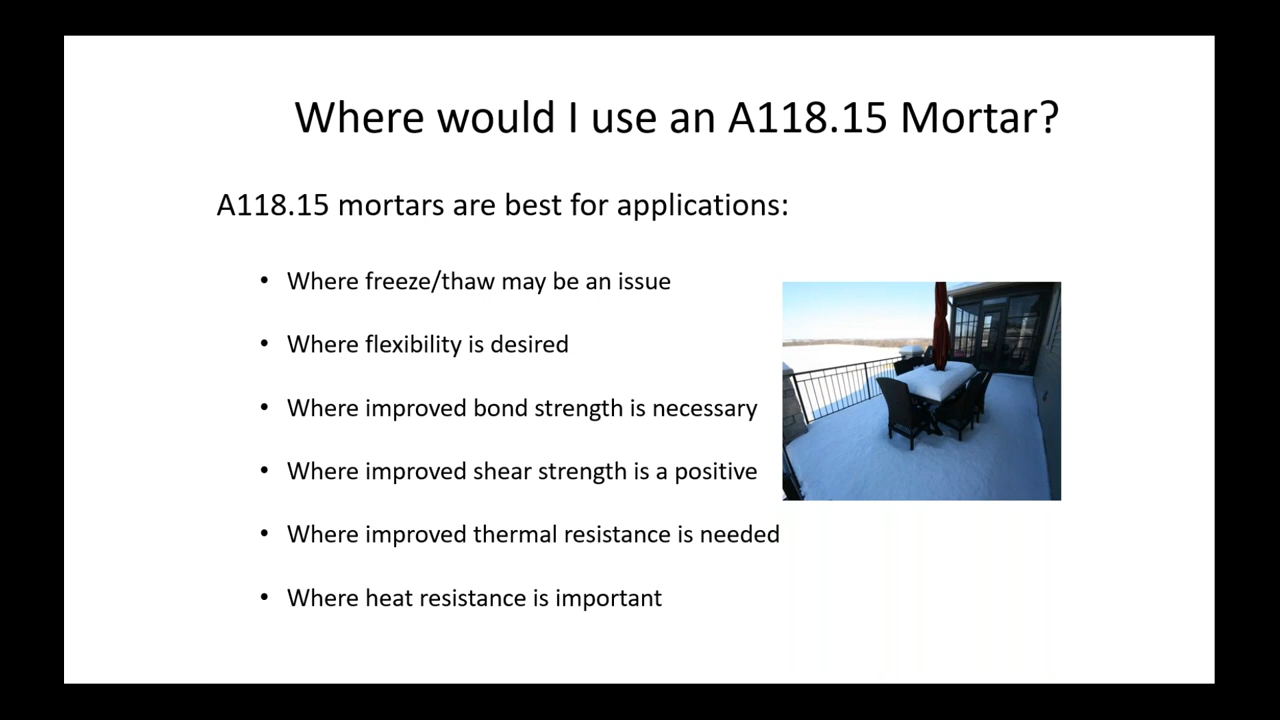 Where would I use an A118.15 Mortar?
A118.15 mortars are best for applications:
• Where freeze/thaw may be an issue
• Where flexibility is desired
• Where improved bond strength is necessary
• Where improved shear strength is a positive
• Where improved thermal resistance is needed
• Where heat resistance is important